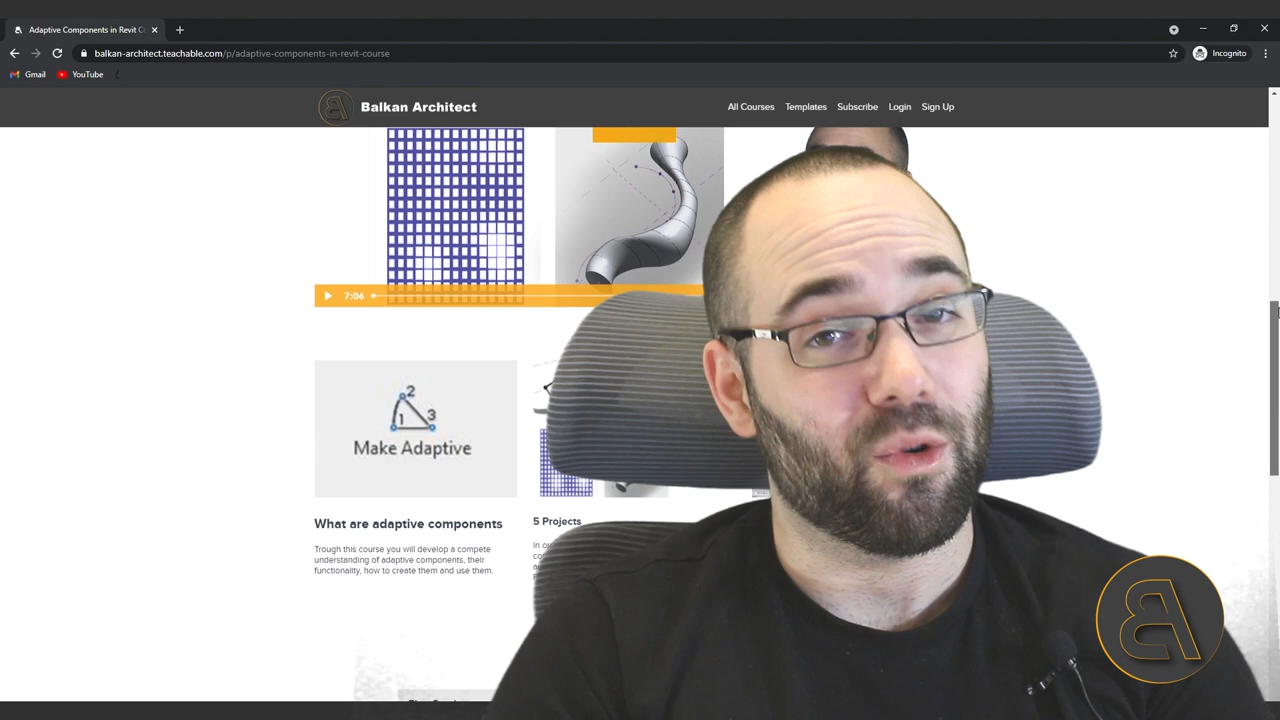 Adaptive Components in Revit C
balkan-architect.teachable.com/p/adaptive-components-in-revit-course
Incognito
Gmail
YouTube
Balkan Architect
All Courses
Templates
Subscribe
Login
Sign Up
7:06
2
1
3
Make Adaptive
What are adaptive components
Trough this course you will develop a compete
understanding of adaptive components, their
functionality, how to create them and use them.
5 Projects
In o